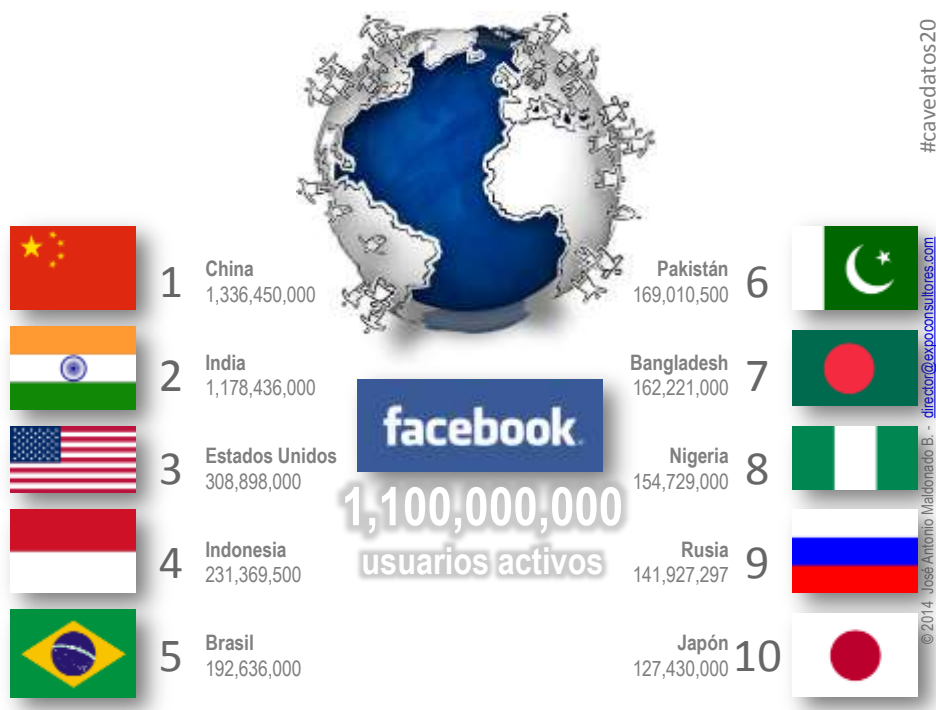 #cavedatos20
1 China
1,336,450,000
2 India
1,178,436,000
3 Estados Unidos
308,898,000
4 Indonesia
231,369,500
5 Brasil
192,636,000
facebook
1,100,000,000
usuarios activos
Pakistán 6
169,010,500
Bangladesh 7
162,221,000
Nigeria 8
154,729,000
Rusia 9
141,927,297
Japón 10
127,430,000
© 2014 José Antonio Maldonado B. - director@expoconsultores.com